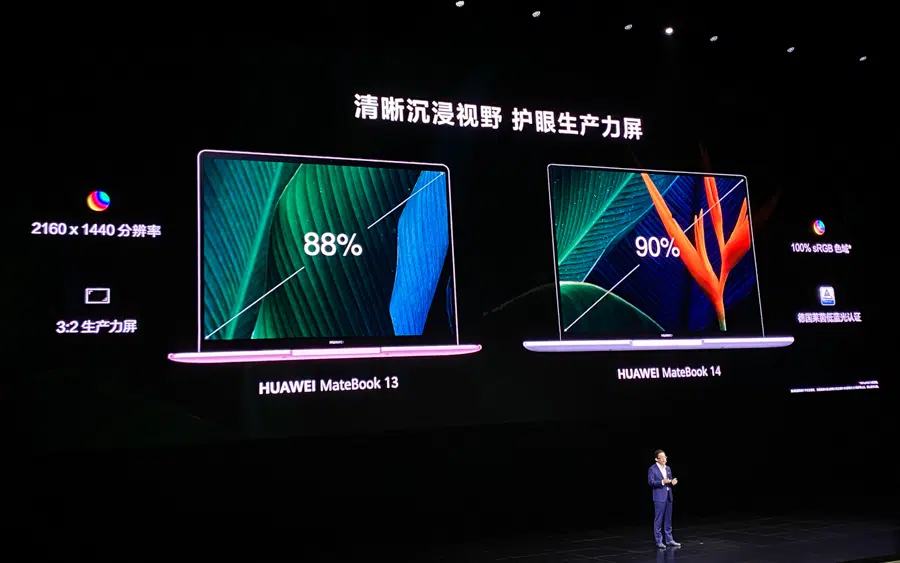 清晰沉浸视野 护眼生产力屏
2160 x 1440 分辨率
3:2 生产力屏
88%
HUAWEI
HUAWEI MateBook 13
90%
HUAWEI
HUAWEI MateBook 14
100% sRGB 色域*
德国莱茵低蓝光认证